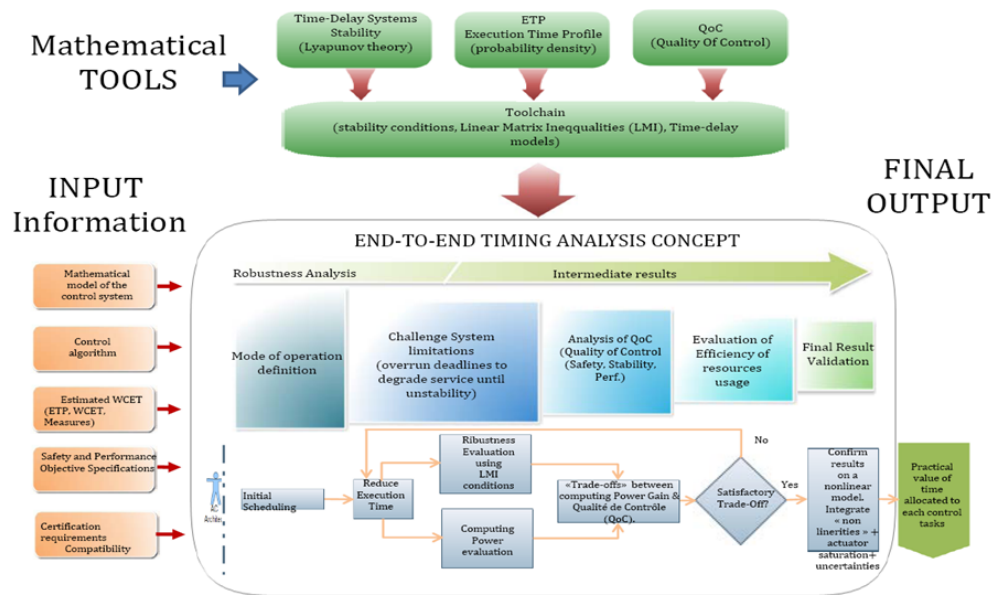 Mathematical
TOOLS
Time-Delay Systems
Stability
(Lyapunov theory)
ETP
Execution Time Profile
(probability density)
QoC
(Quality Of Control)
Toolchain
(stability conditions, Linear Matrix Ineqqualities (LMI), Time-delay
models)
INPUT
Information
FINAL
OUTPUT
END-TO-END TIMING ANALYSIS CONCEPT
Robustness Analysis
Intermediate results
Mathematical
model of the
control system
Control
algorithm
Estimated WCET
(ETP, WCET,
Measures)
Safety and Performance
Objective Specifications
Certification
requirements
Compatibility
Mode of operation
definition
Challenge System
limitations
(overrun deadlines to
degrade service until
unstability)
Analysis of QoC
(Quality of Control
(Safety, Stability,
Perf.)
Evaluation of
Efficiency of
resources
usage
Final Result
Validation
Initial
Scheduling
Reduce
Execution
Time
Ribustness
Evaluation
using
LMI
conditions
Computing
Power
evaluation
«Trade-offs» between
computing Power Gain &
Qualité de Contrôle
(QoC).
No
Satisfactory
Trade-Off?
Yes
Confirm
results on
a nonlinear
model.
Integrate
« non
linerities » +
actuator
saturation+
uncertainties
Practical
value of
time
allocated to
each control
tasks